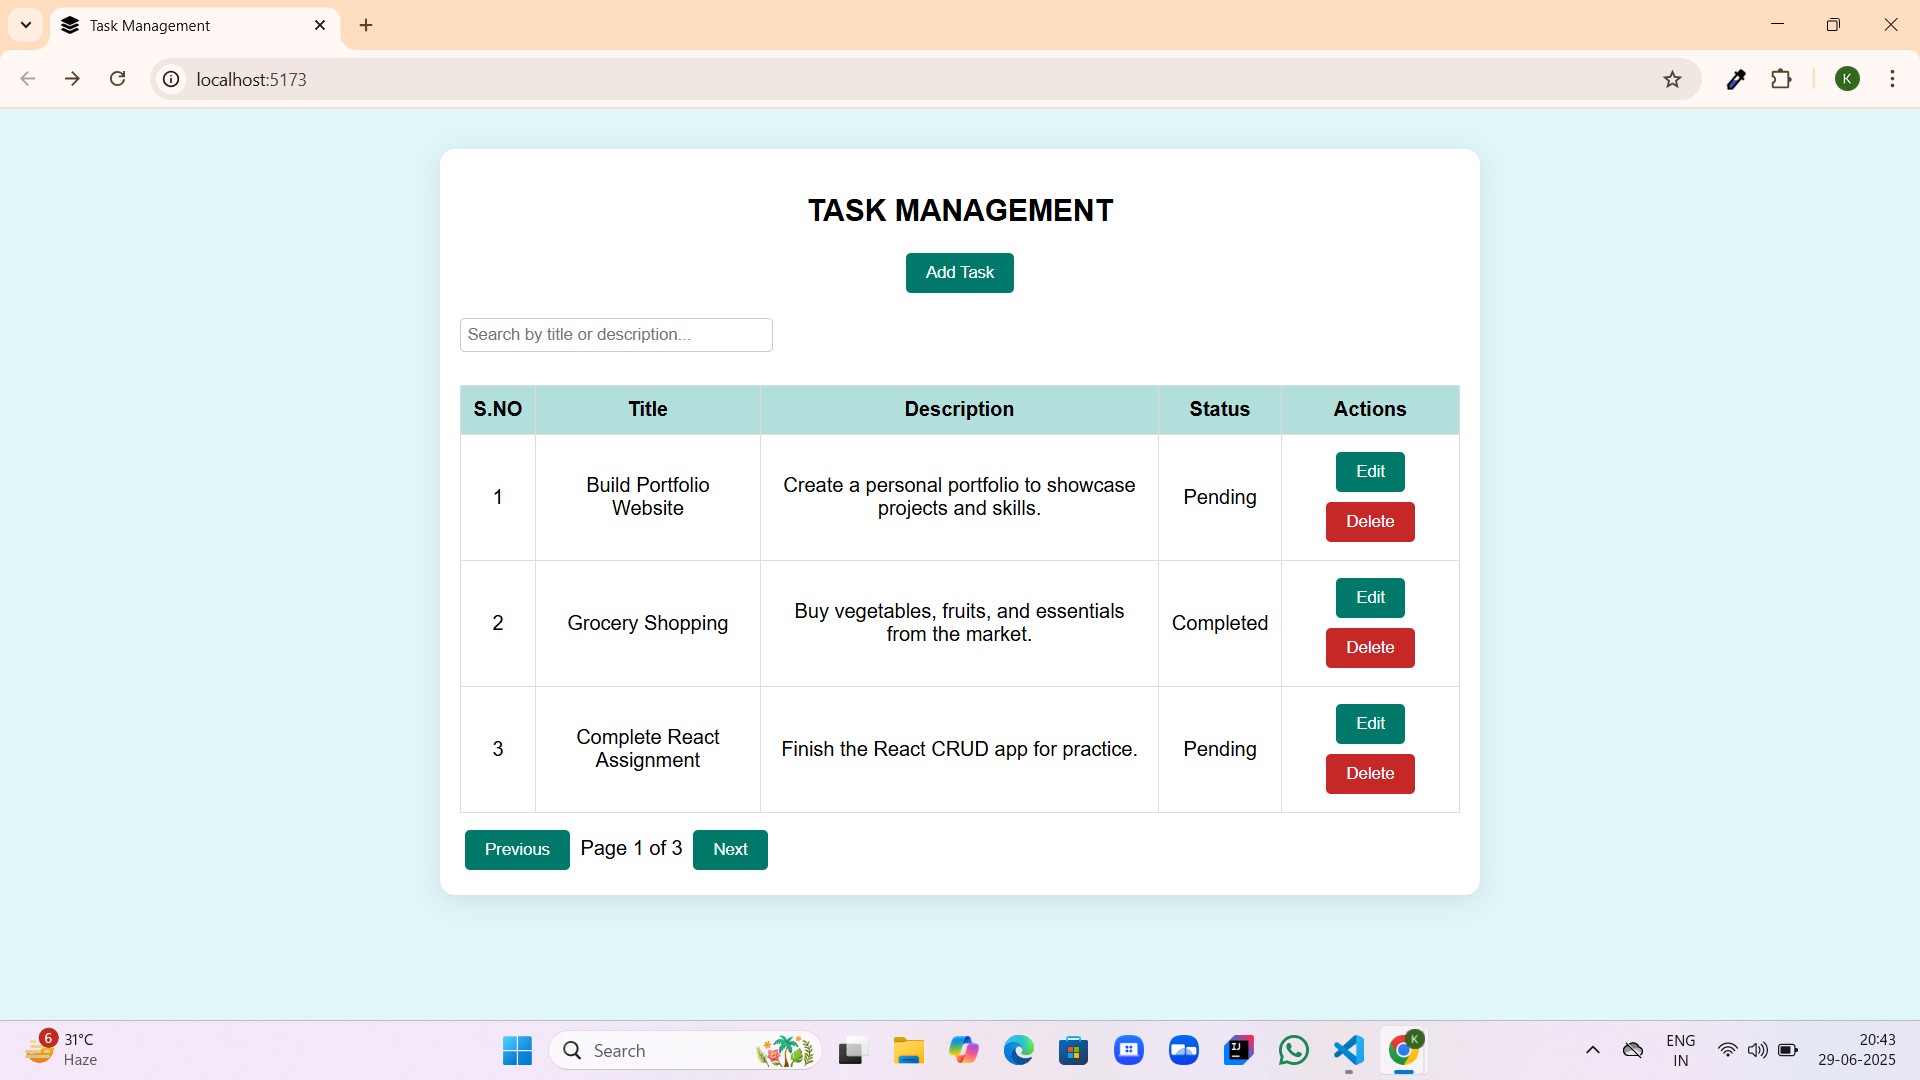 Task Management
localhost:5173
K
TASK MANAGEMENT
Add Task
Search by title or description...
S.NO Title Description Status Actions
1 Build Portfolio Website Create a personal portfolio to showcase projects and skills. Pending Edit Delete
2 Grocery Shopping Buy vegetables, fruits, and essentials from the market. Completed Edit Delete
3 Complete React Assignment Finish the React CRUD app for practice. Pending Edit Delete
Previous Page 1 of 3 Next
6
31°C
Haze
Search
IJ
K
ENG
IN
20:43
29-06-2025